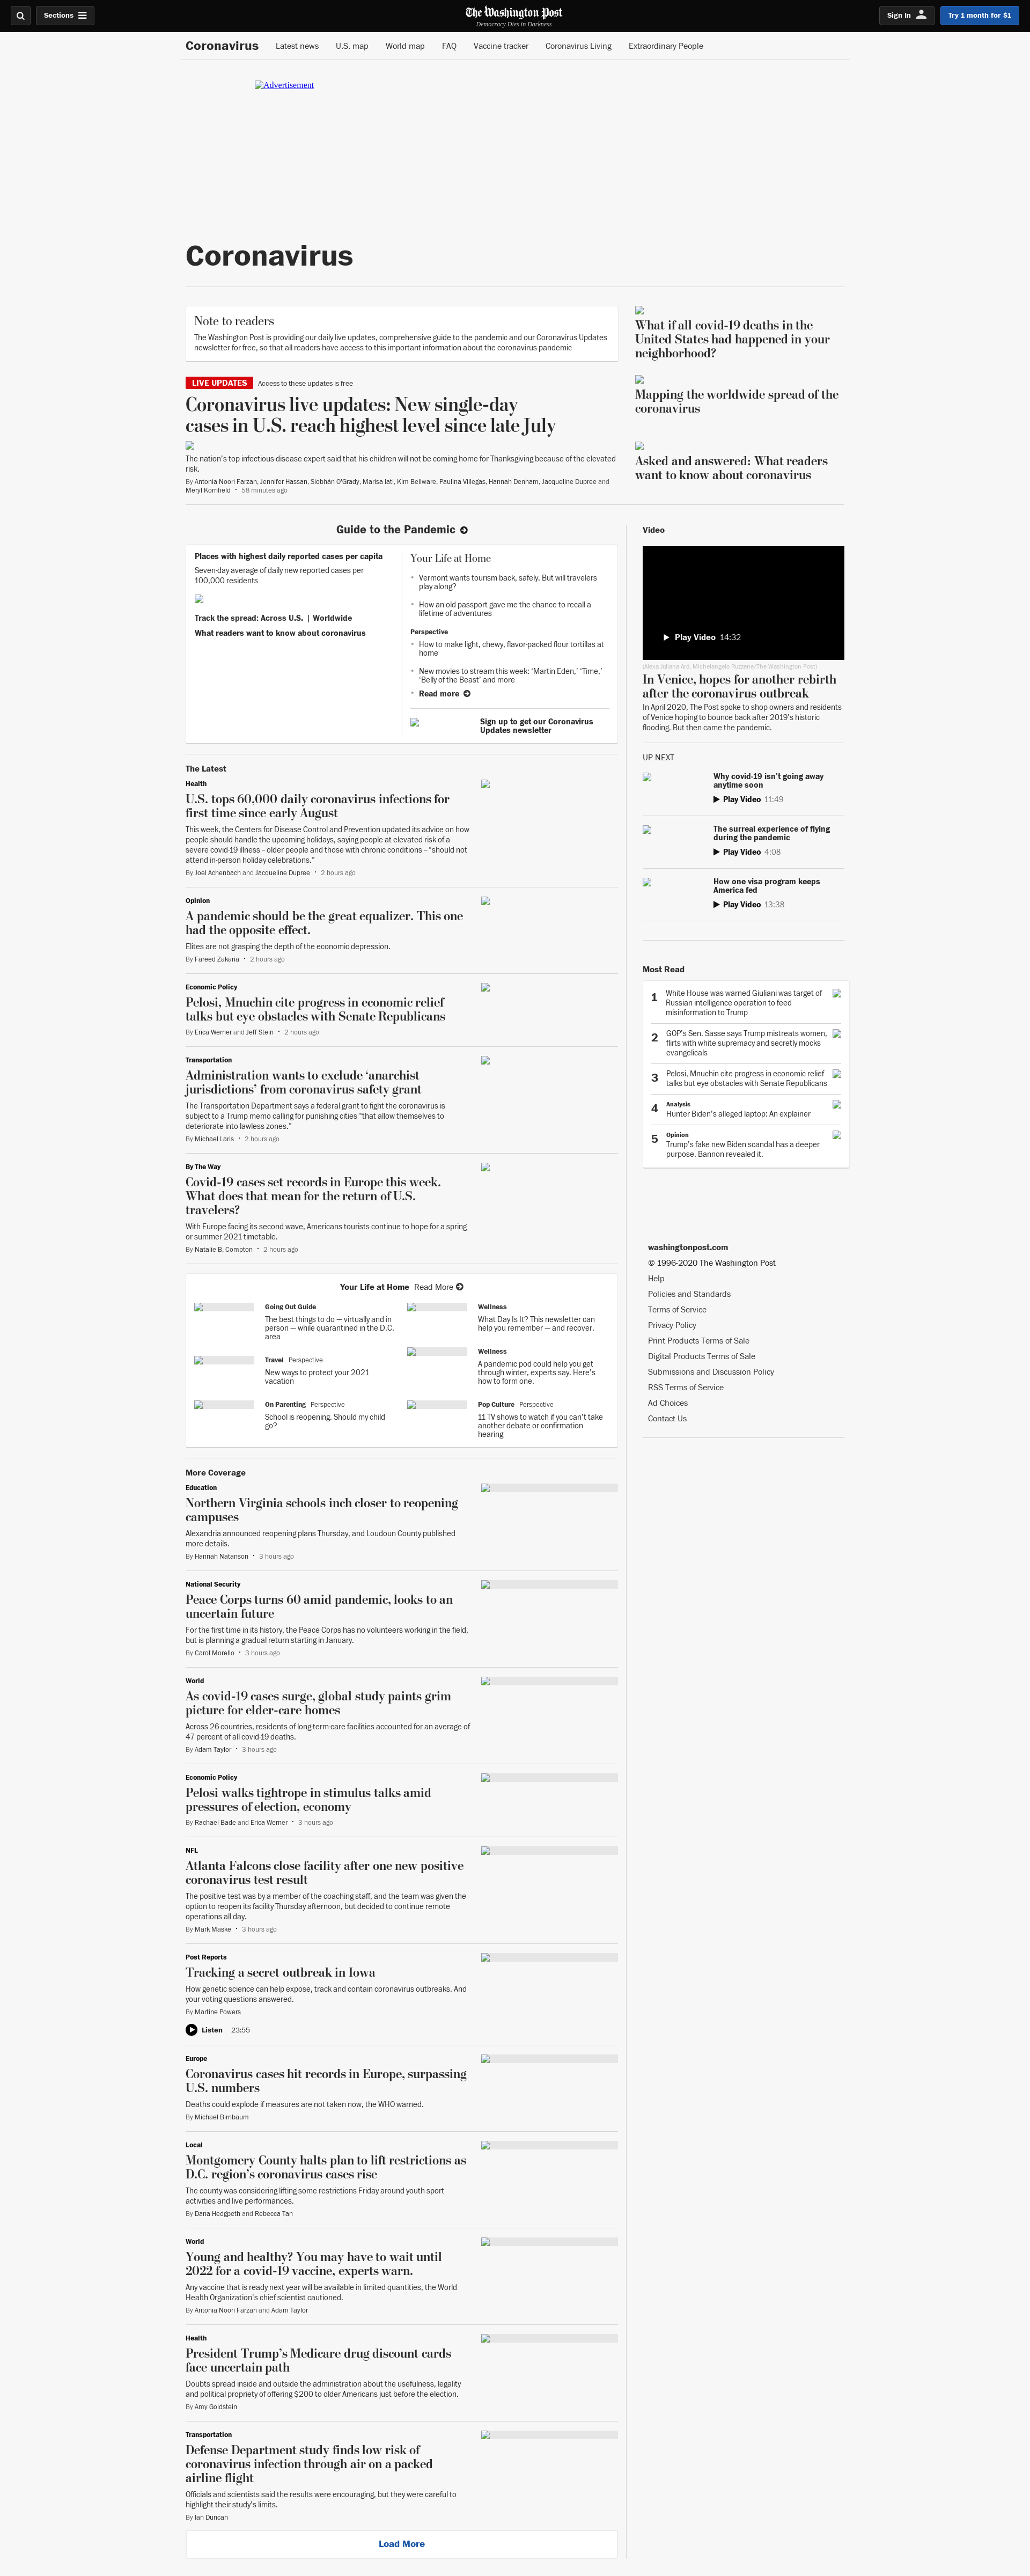 Sections
The Washington Post
Democracy Dies in Darkness
Sign In
Try 1 month for $1
Coronavirus
Latest news
U.S. map
World map
FAQ
Vaccine tracker
Coronavirus Living
Extraordinary People
Advertisement
Coronavirus
Note to readers
The Washington Post is providing our daily live updates, comprehensive guide to the pandemic and our Coronavirus Updates
newsletter for free, so that all readers have access to this important information about the coronavirus pandemic
LIVE UPDATES
Access to these updates is free
Coronavirus live updates: New single-day
cases in U.S. reach highest level since late July
The nation's top infectious-disease expert said that his children will not be coming home for Thanksgiving because of the elevated
risk.
By Antonia Noori Farzan, Jennifer Hassan, Siobhán O'Grady, Marisa Iati, Kim Bellware, Paulina Villegas, Hannah Denham, Jacqueline Dupree and
Meryl Kornfield • 58 minutes ago
What if all covid-19 deaths in the
United States had happened in your
neighborhood?
Mapping the worldwide spread of the
coronavirus
Asked and answered: What readers
want to know about coronavirus
Guide to the Pandemic
Places with highest daily reported cases per capita
Seven-day average of daily new reported cases per
100,000 residents
Track the spread: Across U.S. | Worldwide
What readers want to know about coronavirus
Your Life at Home
Vermont wants tourism back, safely. But will travelers
play along?
How an old passport gave me the chance to recall a
lifetime of adventures
Perspective
How to make light, chewy, flavor-packed flour tortillas at
home
New movies to stream this week: 'Martin Eden,' 'Time,'
'Belly of the Beast' and more
Read more
Sign up to get our Coronavirus
Updates newsletter
The Latest
Health
U.S. tops 60,000 daily coronavirus infections for
first time since early August
This week, the Centers for Disease Control and Prevention updated its advice on how
people should handle the upcoming holidays, saying people at elevated risk of a
severe covid-19 illness – older people and those with chronic conditions – "should not
attend in-person holiday celebrations."
By Joel Achenbach and Jacqueline Dupree • 2 hours ago
Opinion
A pandemic should be the great equalizer. This one
had the opposite effect.
Elites are not grasping the depth of the economic depression.
By Fareed Zakaria • 2 hours ago
Economic Policy
Pelosi, Mnuchin cite progress in economic relief
talks but eye obstacles with Senate Republicans
By Erica Werner and Jeff Stein • 2 hours ago
Transportation
Administration wants to exclude 'anarchist
jurisdictions' from coronavirus safety grant
The Transportation Department says a federal grant to fight the coronavirus is
subject to a Trump memo calling for punishing cities "that allow themselves to
deteriorate into lawless zones."
By Michael Laris • 2 hours ago
By The Way
Covid-19 cases set records in Europe this week.
What does that mean for the return of U.S.
travelers?
With Europe facing its second wave, Americans tourists continue to hope for a spring
or summer 2021 timetable.
By Natalie B. Compton • 2 hours ago
Your Life at Home Read More
Going Out Guide
The best things to do — virtually and in
person — while quarantined in the D.C.
area
Travel Perspective
New ways to protect your 2021
vacation
On Parenting Perspective
School is reopening. Should my child
go?
Wellness
What Day Is It? This newsletter can
help you remember — and recover.
Wellness
A pandemic pod could help you get
through winter, experts say. Here's
how to form one.
Pop Culture Perspective
11 TV shows to watch if you can't take
another debate or confirmation
hearing
More Coverage
Education
Northern Virginia schools inch closer to reopening
campuses
Alexandria announced reopening plans Thursday, and Loudoun County published
more details.
By Hannah Natanson • 3 hours ago
National Security
Peace Corps turns 60 amid pandemic, looks to an
uncertain future
For the first time in its history, the Peace Corps has no volunteers working in the field,
but is planning a gradual return starting in January.
By Carol Morello • 3 hours ago
World
As covid-19 cases surge, global study paints grim
picture for elder-care homes
Across 26 countries, residents of long-term-care facilities accounted for an average of
47 percent of all covid-19 deaths.
By Adam Taylor • 3 hours ago
Economic Policy
Pelosi walks tightrope in stimulus talks amid
pressures of election, economy
By Rachael Bade and Erica Werner • 3 hours ago
NFL
Atlanta Falcons close facility after one new positive
coronavirus test result
The positive test was by a member of the coaching staff, and the team was given the
option to reopen its facility Thursday afternoon, but decided to continue remote
operations all day.
By Mark Maske • 3 hours ago
Post Reports
Tracking a secret outbreak in Iowa
How genetic science can help expose, track and contain coronavirus outbreaks. And
your voting questions answered.
By Martine Powers
Listen 23:55
Europe
Coronavirus cases hit records in Europe, surpassing
U.S. numbers
Deaths could explode if measures are not taken now, the WHO warned.
By Michael Birnbaum
Local
Montgomery County halts plan to lift restrictions as
D.C. region's coronavirus cases rise
The county was considering lifting some restrictions Friday around youth sport
activities and live performances.
By Dana Hedgpeth and Rebecca Tan
World
Young and healthy? You may have to wait until
2022 for a covid-19 vaccine, experts warn.
Any vaccine that is ready next year will be available in limited quantities, the World
Health Organization's chief scientist cautioned.
By Antonia Noori Farzan and Adam Taylor
Health
President Trump's Medicare drug discount cards
face uncertain path
Doubts spread inside and outside the administration about the usefulness, legality
and political propriety of offering $200 to older Americans just before the election.
By Amy Goldstein
Transportation
Defense Department study finds low risk of
coronavirus infection through air on a packed
airline flight
Officials and scientists said the results were encouraging, but they were careful to
highlight their study's limits.
By Ian Duncan
Load More
Video
Play Video 14:32
(Alexa Juliana Ard, Michelangelo Ruizzena/The Washington Post)
In Venice, hopes for another rebirth
after the coronavirus outbreak
In April 2020, The Post spoke to shop owners and residents
of Venice hoping to bounce back after 2019's historic
flooding. But then came the pandemic.
UP NEXT
Why covid-19 isn't going away
anytime soon
Play Video 11:49
The surreal experience of flying
during the pandemic
Play Video 4:08
How one visa program keeps
America fed
Play Video 13:38
Most Read
1
White House was warned Giuliani was target of
Russian intelligence operation to feed
misinformation to Trump
2
GOP's Sen. Sasse says Trump mistreats women,
flirts with white supremacy and secretly mocks
evangelicals
3
Pelosi, Mnuchin cite progress in economic relief
talks but eye obstacles with Senate Republicans
4
Analysis
Hunter Biden's alleged laptop: An explainer
5
Opinion
Trump's fake new Biden scandal has a deeper
purpose. Bannon revealed it.
washingtonpost.com
© 1996-2020 The Washington Post
Help
Policies and Standards
Terms of Service
Privacy Policy
Print Products Terms of Sale
Digital Products Terms of Sale
Submissions and Discussion Policy
RSS Terms of Service
Ad Choices
Contact Us